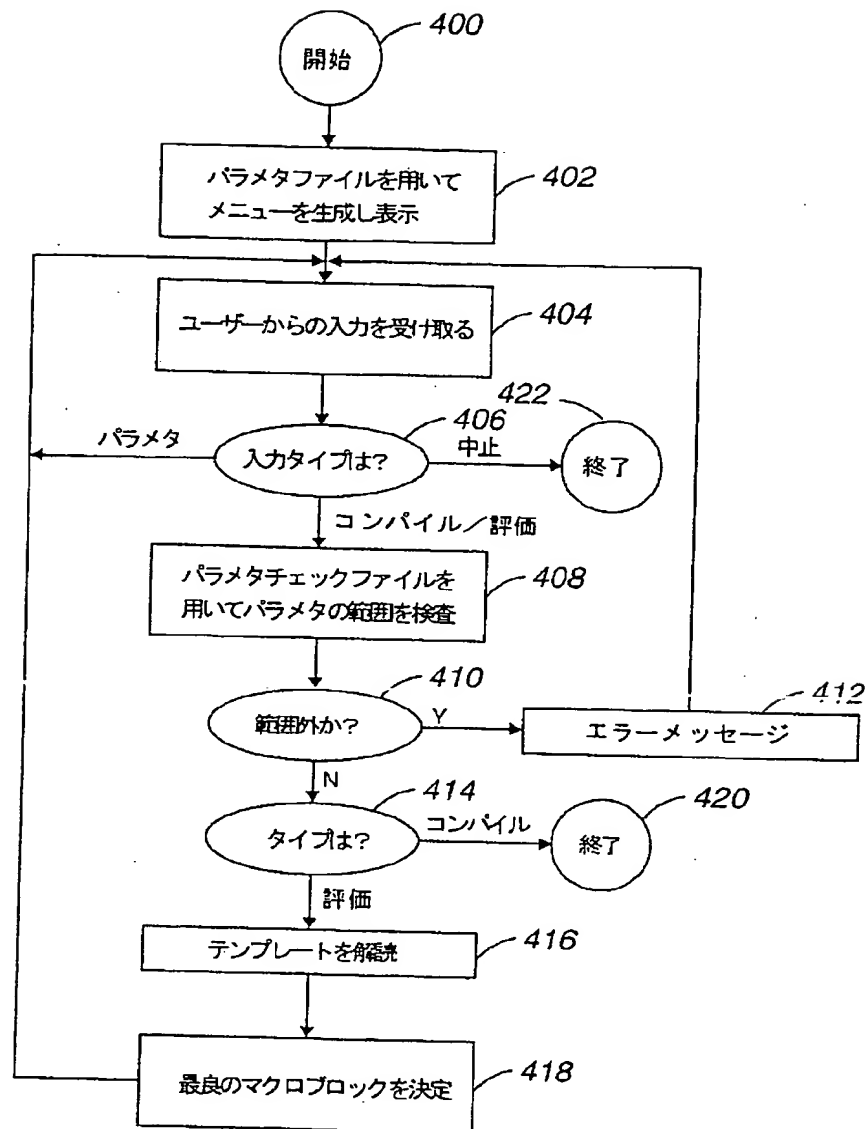 400
開始
パラメタファイルを用いて
メニューを生成し表示
402
ユーザーからの入力を受け取る
404
422
406
パラメタ
入力タイプは?
中止
終了
コンパイル/評価
パラメタチェックファイルを
用いてパラメタの範囲を検査
408
410
範囲外か?
Y
412
エラーメッセージ
N
414
タイプは?
コンパイル
420
終了
評価
テンプレートを解読
416
最良のマクロブロックを決定
418